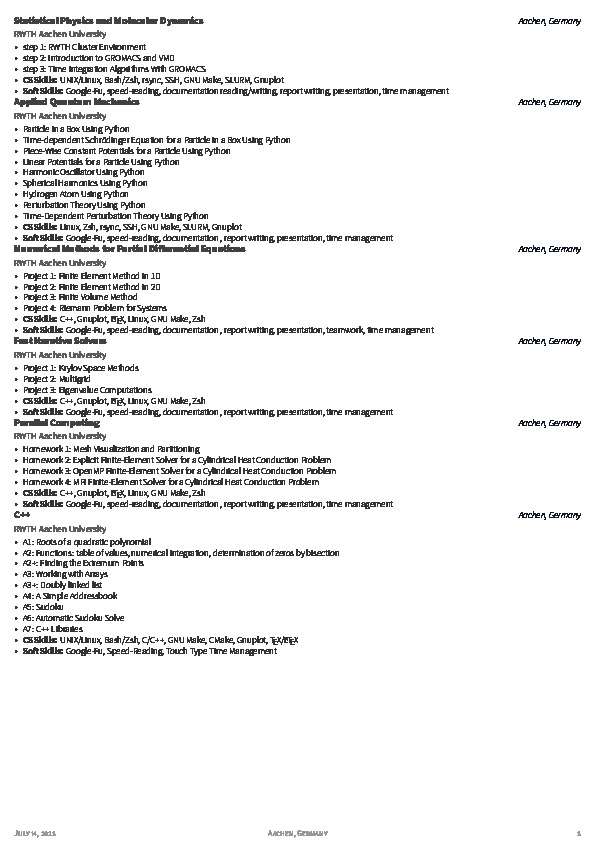 Statistical Physics and Molecular Dynamics Aachen, Germany
RWTH Aachen University
• step 1: RWTH Cluster Environment
• step 2: Introduction to GROMACS and VMD
• step 3: Time Integration Algorithms With GROMACS
• CS Skills: UNIX/Linux, Bash/Zsh, rsync, SSH, GNU Make, SLURM, Gnuplot
• Soft Skills: Google-Fu, speed-reading, documentation reading/writing, report writing, presentation, time management
Applied Quantum Mechanics Aachen, Germany
RWTH Aachen University
• Particle in a Box Using Python
• Time-dependent Schrödinger Equation for a Particle in a Box Using Python
• Piece-Wise Constant Potentials for a Particle Using Python
• Linear Potentials for a Particle Using Python
• Harmonic Oscillator Using Python
• Spherical Harmonics Using Python
• Hydrogen Atom Using Python
• Perturbation Theory Using Python
• Time-Dependent Perturbation Theory Using Python
• CS Skills: Linux, Zsh, rsync, SSH, GNU Make, SLURM, Gnuplot
• Soft Skills: Google-Fu, speed-reading, documentation , report writing, presentation, time management
Numerical Methods for Partial Differential Equations Aachen, Germany
RWTH Aachen University
• Project 1: Finite Element Method in 1D
• Project 2: Finite Element Method in 2D
• Project 3: Finite Volume Method
• Project 4: Riemann Problem for Systems
• CS Skills: C++, Gnuplot, LaTeX, Linux, GNU Make, Zsh
• Soft Skills: Google-Fu, speed-reading, documentation , report writing, presentation, teamwork, time management
Fast Iterative Solvers Aachen, Germany
RWTH Aachen University
• Project 1: Krylov Space Methods
• Project 2: Multigrid
• Project 3: Eigenvalue Computations
• CS Skills: C++, Gnuplot, LaTeX, Linux, GNU Make, Zsh
• Soft Skills: Google-Fu, speed-reading, documentation , report writing, presentation, time management
Parallel Computing Aachen, Germany
RWTH Aachen University
• Homework 1: Mesh Visualization and Partitioning
• Homework 2: Explicit Finite-Element Solver for a Cylindrical Heat Conduction Problem
• Homework 3: OpenMP Finite-Element Solver for a Cylindrical Heat Conduction Problem
• Homework 4: MPI Finite-Element Solver for a Cylindrical Heat Conduction Problem
• CS Skills: C++, Gnuplot, LaTeX, Linux, GNU Make, Zsh
• Soft Skills: Google-Fu, speed-reading, documentation , report writing, presentation, time management
C++ Aachen, Germany
RWTH Aachen University
• A1: Roots of a quadratic polynomial
• A2: Functions: table of values, numerical integration, determination of zeros by bisection
• A2+: Finding the Extremum Points
• A3: Working with Arrays
• A3+: Doubly linked list
• A4: A Simple Addressbook
• A5: Sudoku
• A6: Automatic Sudoku Solve
• A7: C++ Libraries
• CS Skills: UNIX/Linux, Bash/Zsh, C/C++, GNU Make, CMake, Gnuplot, TeX/LaTeX
• Soft Skills: Google-Fu, Speed-Reading, Touch Type Time Management
July 14, 2021 Aachen, Germany 1